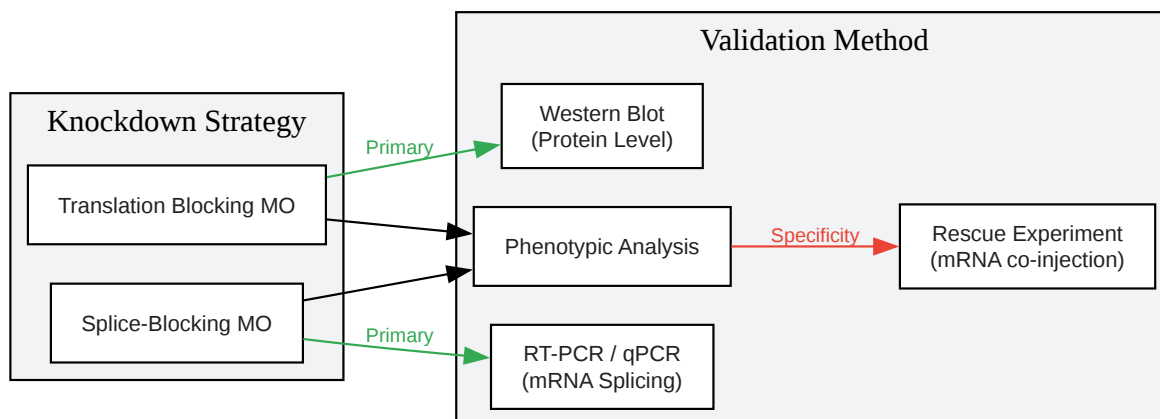 Validation Method
Knockdown Strategy
Western Blot
(Protein Level)
Primary
Translation Blocking MO
Phenotypic Analysis
Specificity
Rescue Experiment
(mRNA co-injection)
Splice-Blocking MO
Primary
RT-PCR / qPCR
(mRNA Splicing)